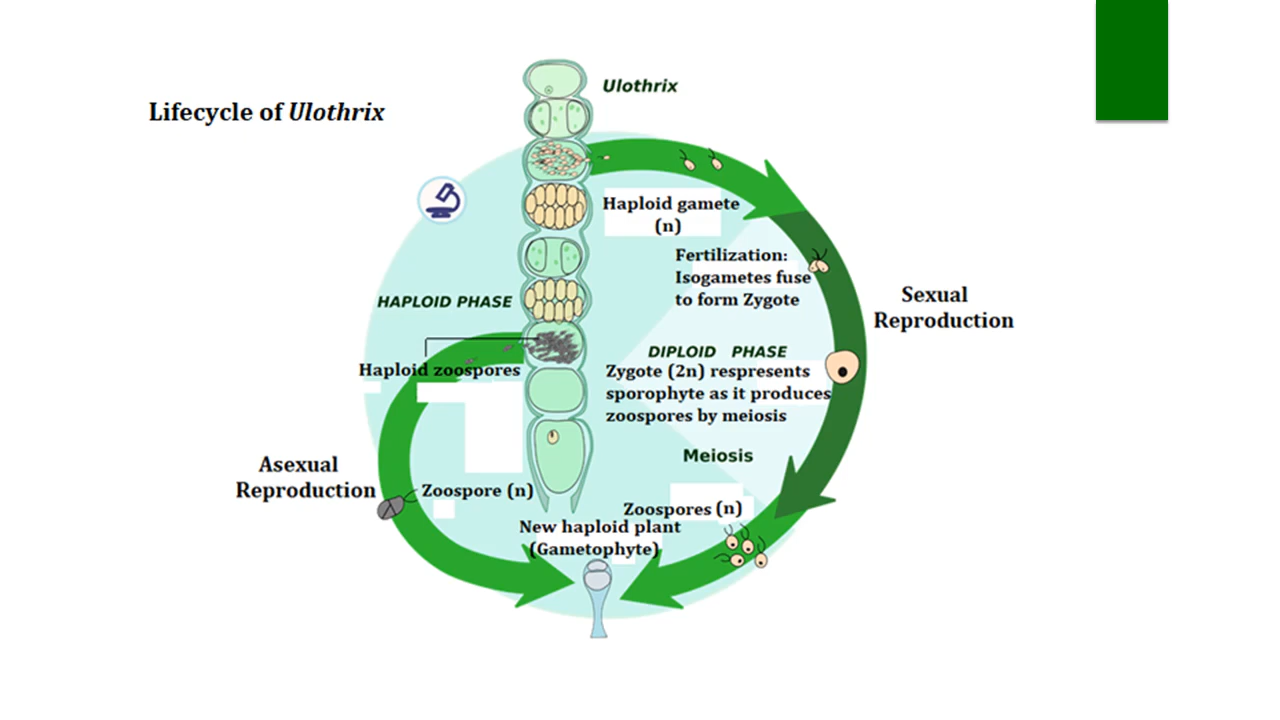 Lifecycle of Ulothrix
Ulothrix
Haploid gamete
(n)
Fertilization:
Isogametes fuse
to form Zygote
Sexual
Reproduction
HAPLOID PHASE
DIPLOID PHASE
Zygote (2n) respresents
sporophyte as it produces
zoospores by meiosis
Haploid zoospores
Meiosis
Asexual
Reproduction
Zoospore (n)
Zoospores (n)
New haploid plant
(Gametophyte)